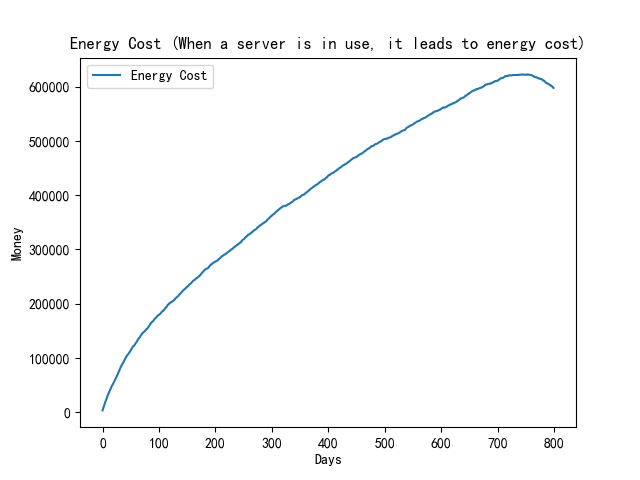 Energy Cost (When a server is in use, it leads to energy cost)
Energy Cost
600000
500000
400000
300000
200000
100000
0
Money
0 100 200 300 400 500 600 700 800
Days